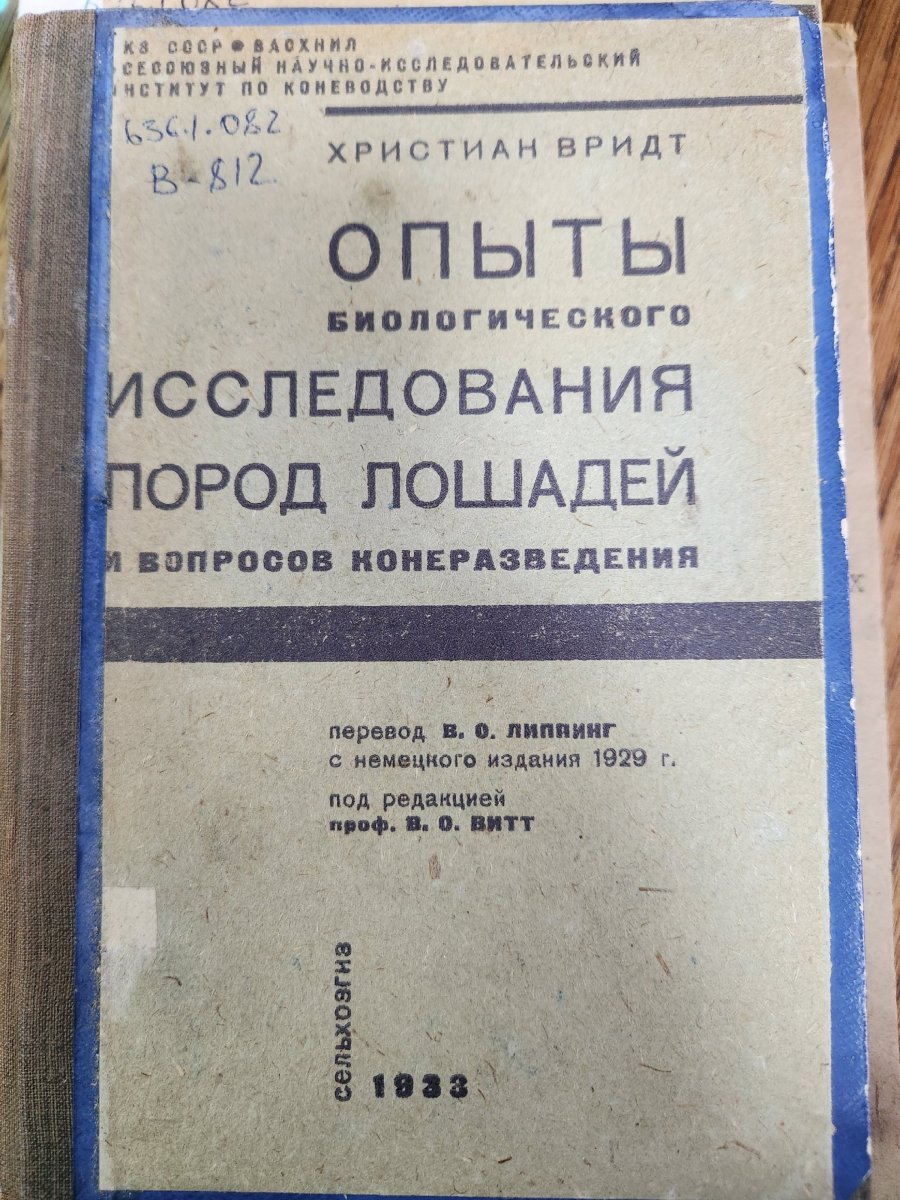 КЗ СССР • ВАСХНИЛ
СЕСОЮЗНЫЙ НАУЧНО-ИССЛЕДОВАТЕЛЬСКИЙ
НСТИТУТ ПО КОНЕВОДСТВУ
636.1.082
В-812
ХРИСТИАН ВРИДТ
ОПЫТЫ
БИОЛОГИЧЕСКОГО
ИССЛЕДОВАНИЯ
ПОРОД ЛОШАДЕЙ
И ВОПРОСОВ КОНЕРАЗВЕДЕНИЯ
перевод В. О. ЛИППИНГ
с немецкого издания 1929 г.
под редакцией
проф. В. О. ВИТТ
сельхозгиз
1933